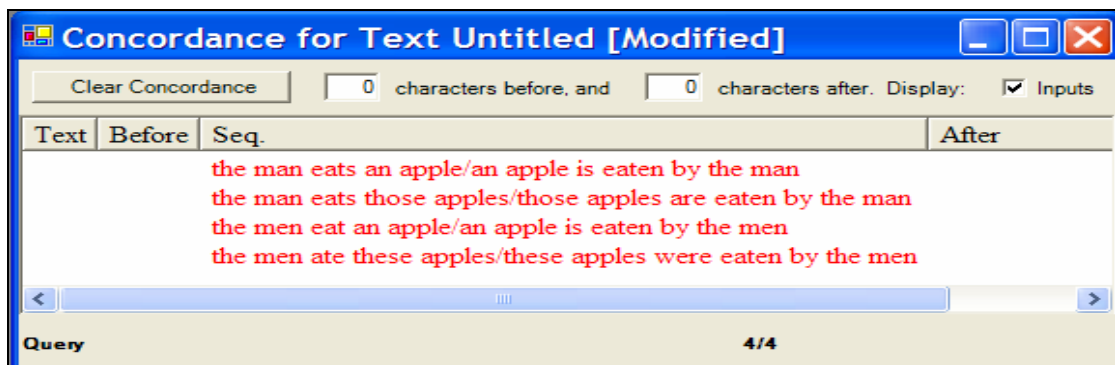 Concordance for Text Untitled [Modified]
Clear Concordance 0 characters before, and 0 characters after. Display: Inputs
Text Before Seq. After
the man eats an apple/an apple is eaten by the man
the man eats those apples/those apples are eaten by the man
the men eat an apple/an apple is eaten by the men
the men ate these apples/these apples were eaten by the men
Query 4/4